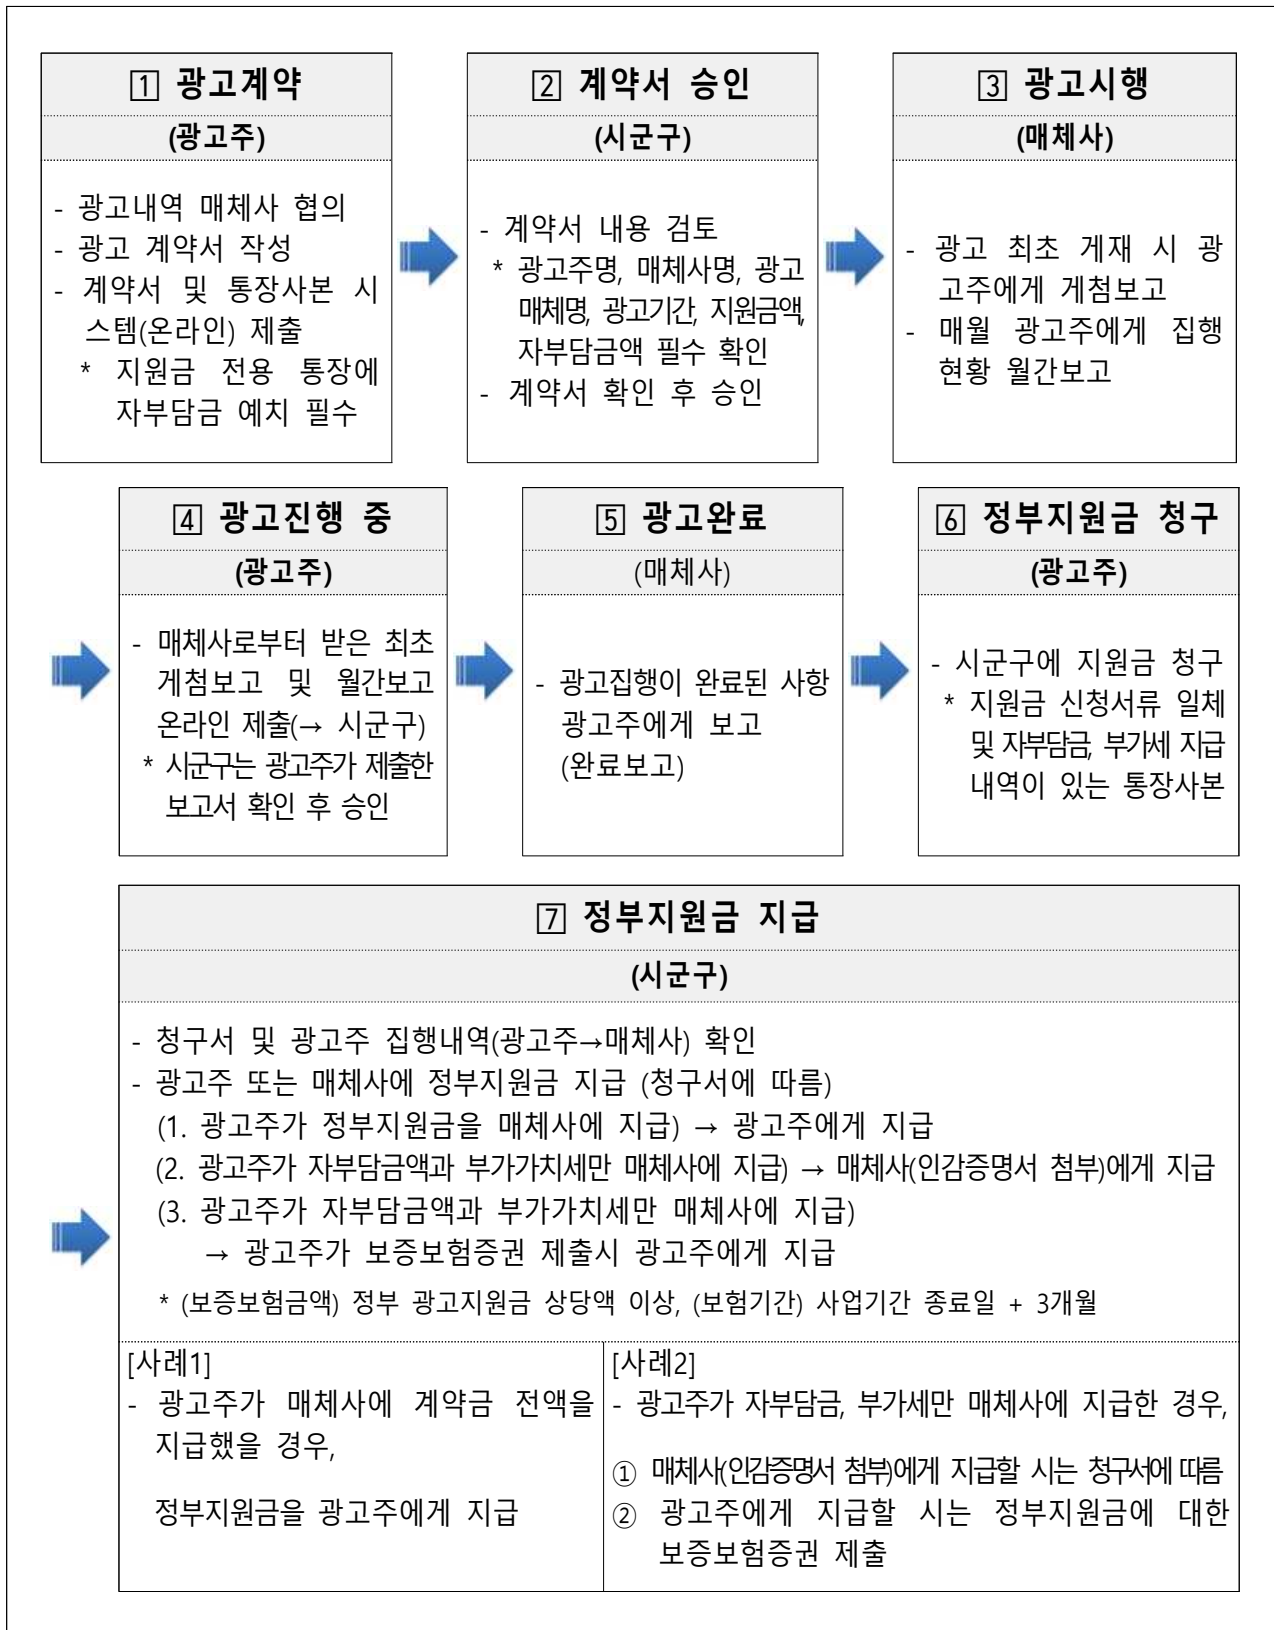 1 광고계약
(광고주)
- 광고내역 매체사 협의
- 광고 계약서 작성
- 계약서 및 통장사본 시
스템(온라인) 제출
* 지원금 전용 통장에
자부담금 예치 필수
2 계약서 승인
(시군구)
- 계약서 내용 검토
* 광고주명, 매체사명, 광고
매체명, 광고기간, 지원금액,
자부담금액 필수 확인
- 계약서 확인 후 승인
3 광고시행
(매체사)
- 광고 최초 게재 시 광
고주에게 게첨보고
- 매월 광고주에게 집행
현황 월간보고
4 광고진행 중
(광고주)
- 매체사로부터 받은 최초
게첨보고 및 월간보고
온라인 제출(→ 시군구)
* 시군구는 광고주가 제출한
보고서 확인 후 승인
5 광고완료
(매체사)
- 광고집행이 완료된 사항
광고주에게 보고
(완료보고)
6 정부지원금 청구
(광고주)
- 시군구에 지원금 청구
* 지원금 신청서류 일체
및 자부담금, 부가세 지급
내역이 있는 통장사본
7 정부지원금 지급
(시군구)
- 청구서 및 광고주 집행내역(광고주→매체사) 확인
- 광고주 또는 매체사에 정부지원금 지급 (청구서에 따름)
(1. 광고주가 정부지원금을 매체사에 지급) → 광고주에게 지급
(2. 광고주가 자부담금액과 부가가치세만 매체사에 지급) → 매체사(인감증명서 첨부)에게 지급
(3. 광고주가 자부담금액과 부가가치세만 매체사에 지급)
→ 광고주가 보증보험증권 제출시 광고주에게 지급
* (보증보험금액) 정부 광고지원금 상당액 이상, (보험기간) 사업기간 종료일 + 3개월
[사례1]
- 광고주가 매체사에 계약금 전액을
지급했을 경우,
정부지원금을 광고주에게 지급
[사례2]
- 광고주가 자부담금, 부가세만 매체사에 지급한 경우,
① 매체사(인감증명서 첨부)에게 지급할 시는 청구서에 따름
② 광고주에게 지급할 시는 정부지원금에 대한
보증보험증권 제출